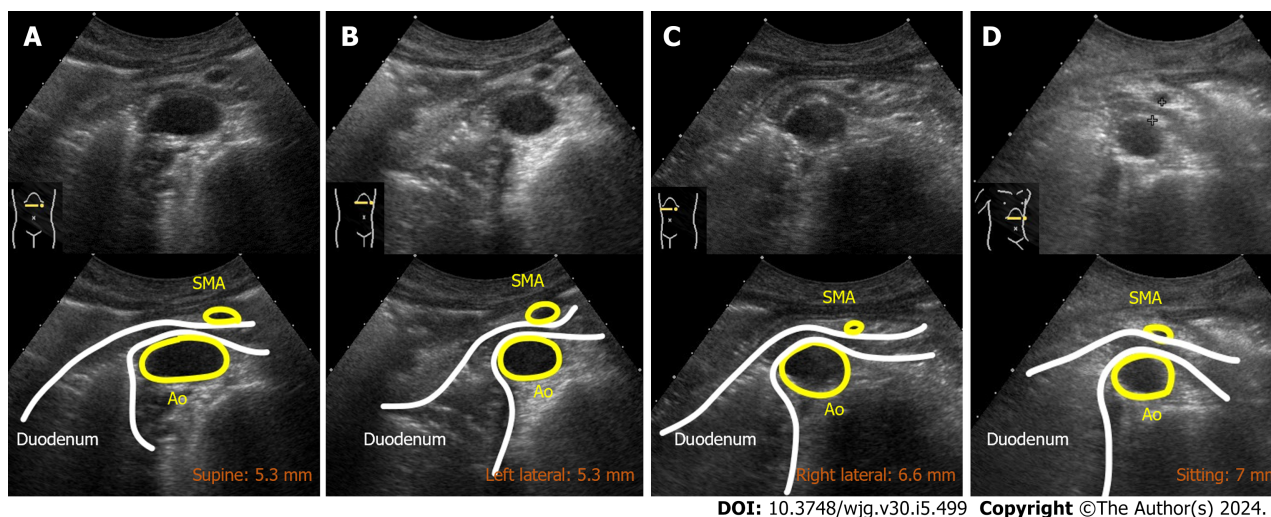 A
B
C
D
SMA
Ao
Duodenum
Supine: 5.3 mm
SMA
Ao
Duodenum
Left lateral: 5.3 mm
SMA
Ao
Duodenum
Right lateral: 6.6 mm
SMA
Ao
Duodenum
Sitting: 7 mm
DOI: 10.3748/wjg.v30.i5.499 Copyright ©The Author(s) 2024.